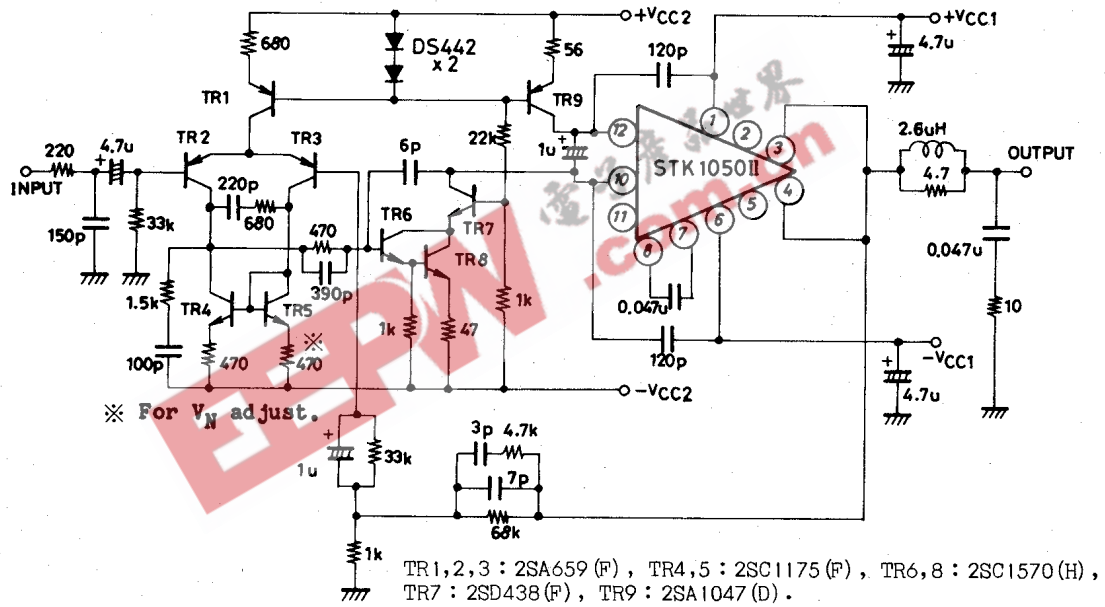 +VCC2
+VCC1
680
DS442
x 2
56
120p
4.7u
TR1
TR9
TR2
TR3
22k
12
1
2
3
2.6uH
220
4.7u
6p
1u
10
STK1050II
4
4.7
OUTPUT
INPUT
220p
680
TR7
11
8
7
6
5
150p
33k
470
TR6
TR8
0.047u
1.5k
390p
0.047u
10
TR4
TR5
1k
47
1k
※
100p
470
470
120p
-VCC1
4.7u
-VCC2
※ For VN adjust.
3p
4.7k
1u
33k
7p
68k
1k
TR1,2,3 : 2SA659(F), TR4,5 : 2SC1175(F), TR6,8 : 2SC1570(H),
TR7 : 2SD438(F), TR9 : 2SA1047(D).
EEPW
.com.cn